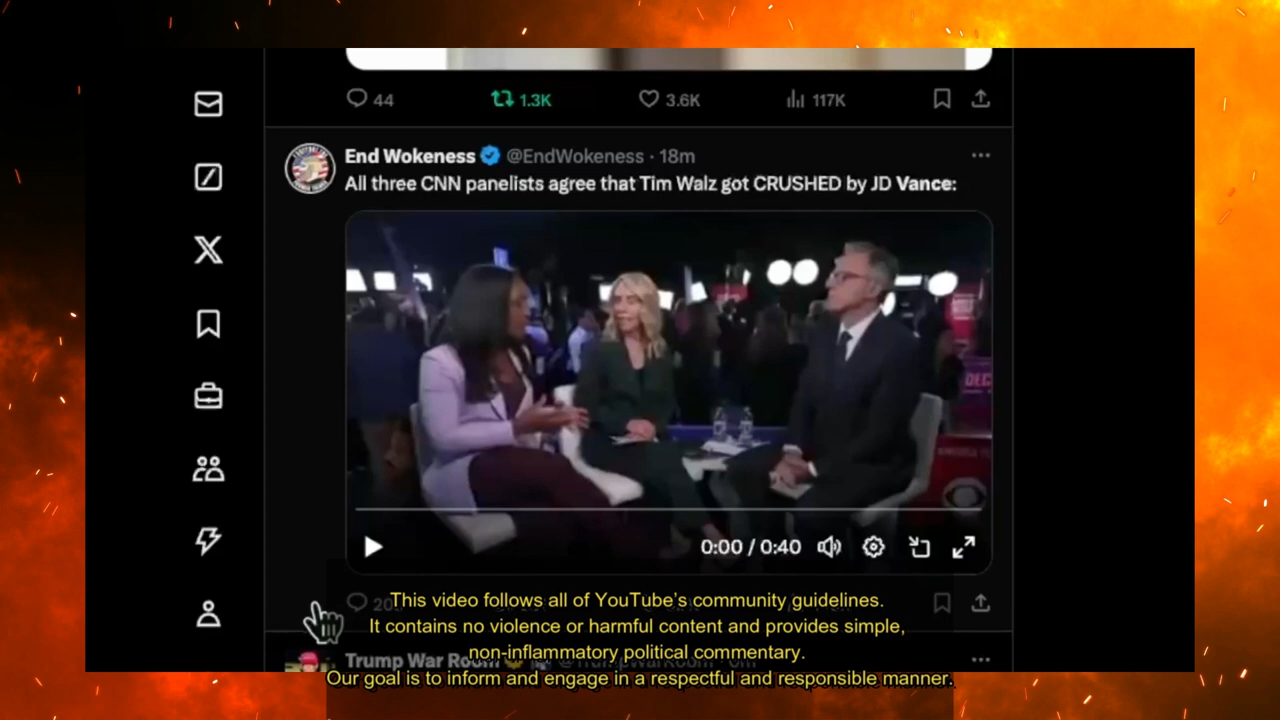 44 1.3K 3.6K 117K
End Wokeness @EndWokeness · 18m
All three CNN panelists agree that Tim Walz got CRUSHED by JD Vance:
DEC
0:00 / 0:40
This video follows all of YouTube's community guidelines.
It contains no violence or harmful content and provides simple,
non-inflammatory political commentary.
Trump War Room @TrumpWarRoom
Our goal is to inform and engage in a respectful and responsible manner.